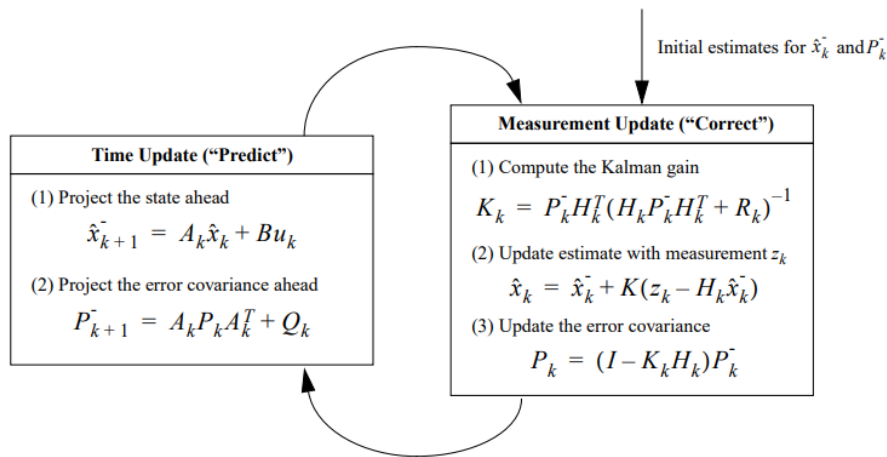 Initial estimates for x̂ₖ⁻ and Pₖ⁻
Time Update (“Predict”)
(1) Project the state ahead
x̂⁻ₖ₊₁ = Aₖx̂ₖ + Buₖ
(2) Project the error covariance ahead
P⁻ₖ₊₁ = AₖPₖAₖᵀ + Qₖ
Measurement Update (“Correct”)
(1) Compute the Kalman gain
Kₖ = Pₖ⁻Hₖᵀ(HₖPₖ⁻Hₖᵀ + Rₖ)⁻¹
(2) Update estimate with measurement zₖ
x̂ₖ = x̂ₖ⁻ + K(zₖ – Hₖx̂ₖ⁻)
(3) Update the error covariance
Pₖ = (I – KₖHₖ)Pₖ⁻